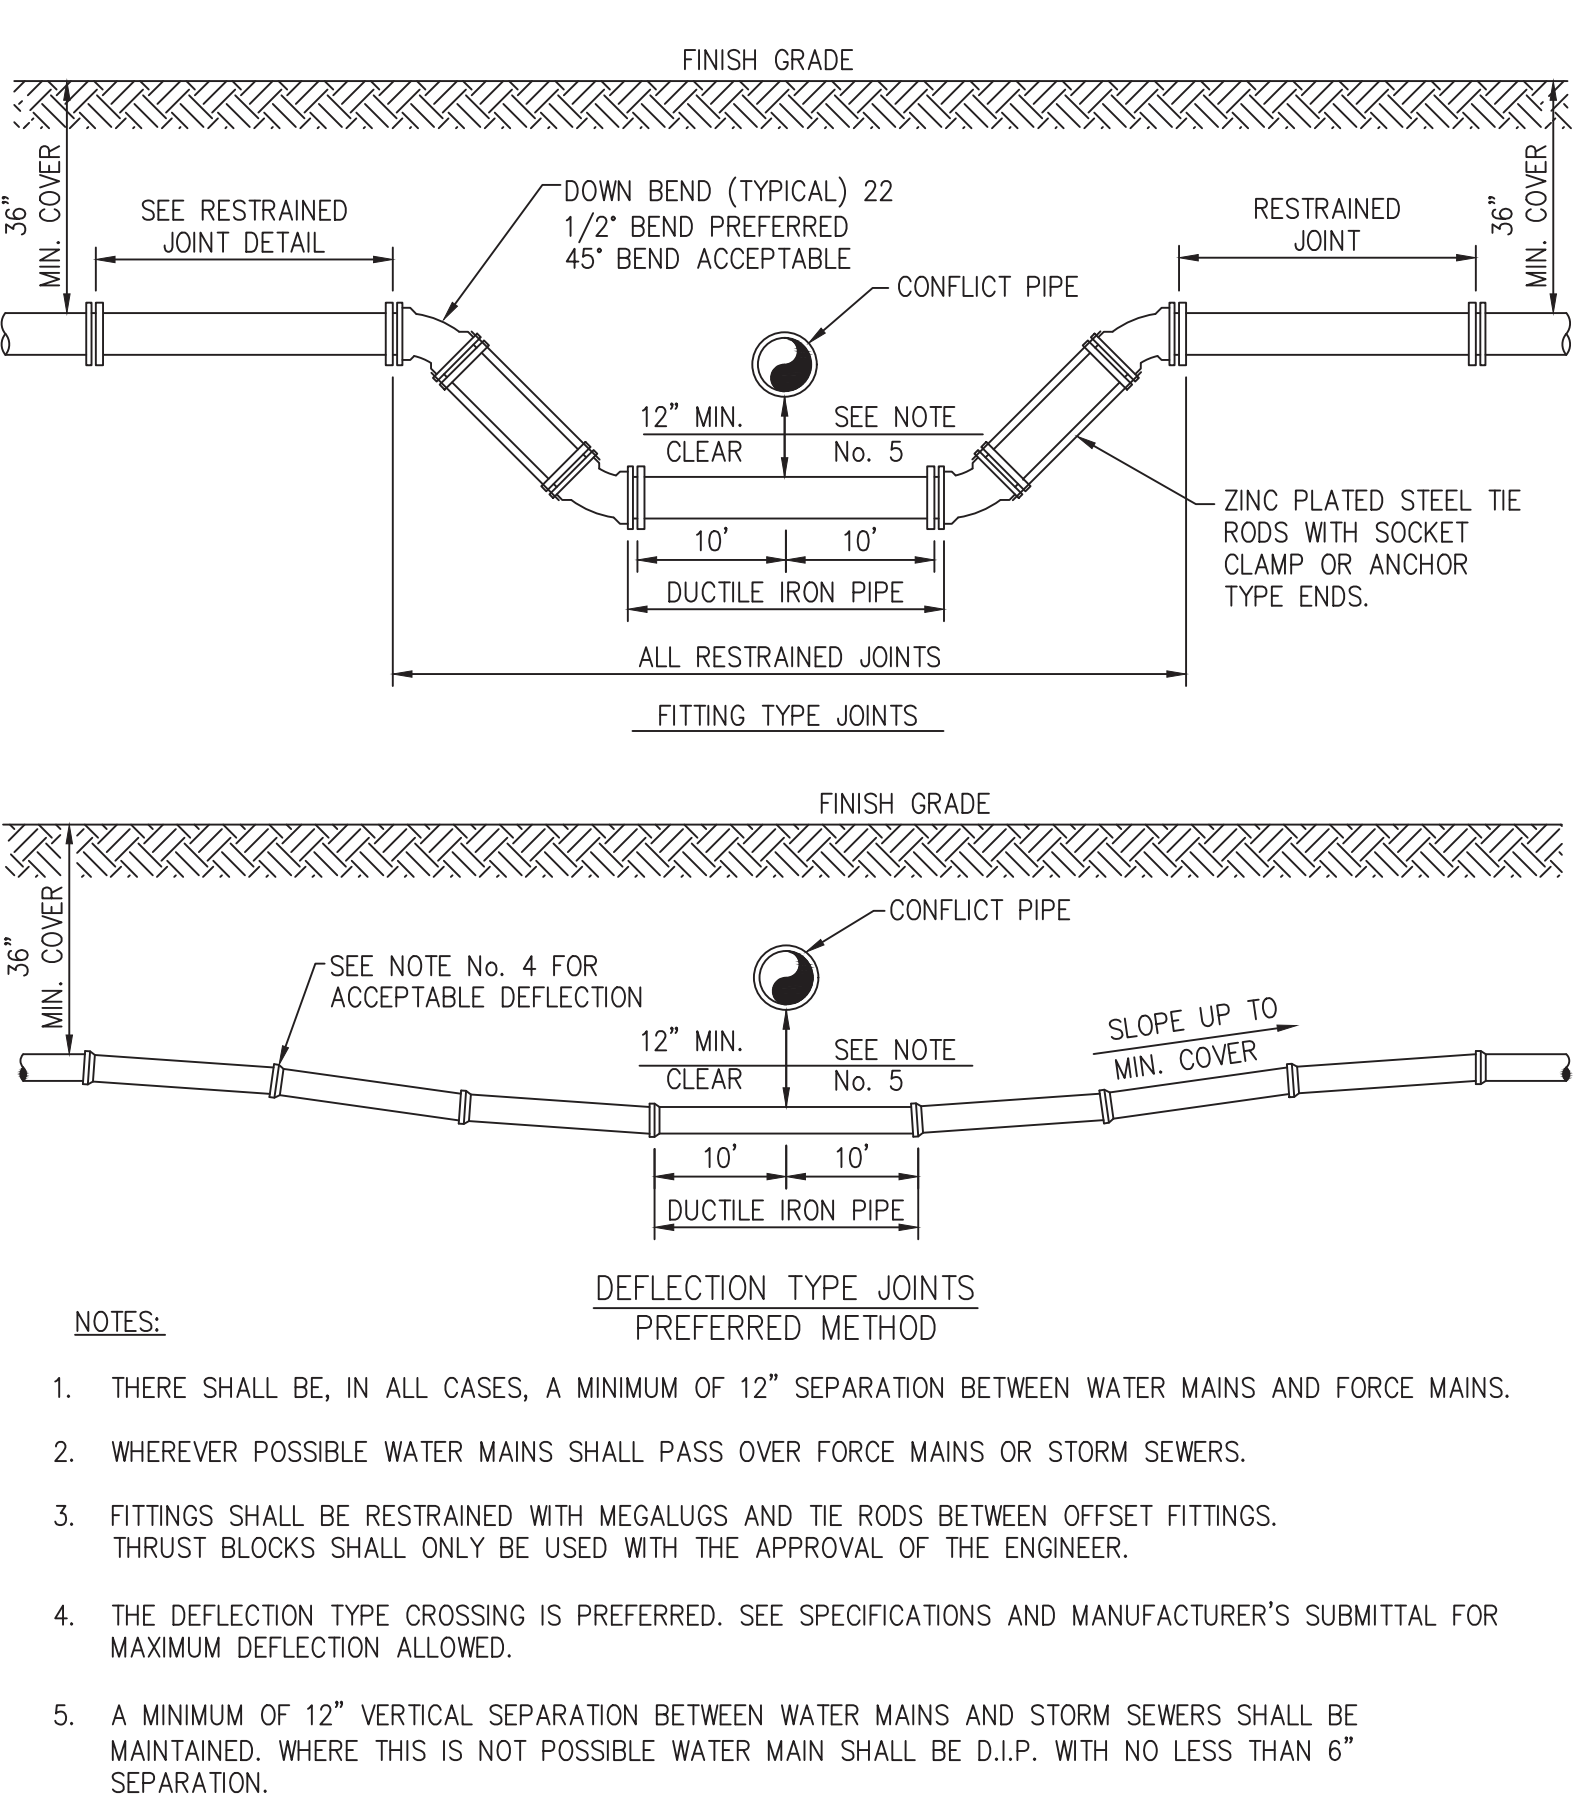 FINISH GRADE
36"
MIN. COVER
SEE RESTRAINED
JOINT DETAIL
DOWN BEND (TYPICAL) 22
1/2° BEND PREFERRED
45° BEND ACCEPTABLE
CONFLICT PIPE
RESTRAINED
JOINT
36"
MIN. COVER
12" MIN.
CLEAR
SEE NOTE
No. 5
ZINC PLATED STEEL TIE
RODS WITH SOCKET
CLAMP OR ANCHOR
TYPE ENDS.
10' 10'
DUCTILE IRON PIPE
ALL RESTRAINED JOINTS
FITTING TYPE JOINTS
FINISH GRADE
36"
MIN. COVER
CONFLICT PIPE
SEE NOTE No. 4 FOR
ACCEPTABLE DEFLECTION
12" MIN.
CLEAR
SEE NOTE
No. 5
SLOPE UP TO
MIN. COVER
10' 10'
DUCTILE IRON PIPE
DEFLECTION TYPE JOINTS
PREFERRED METHOD
NOTES:
1. THERE SHALL BE, IN ALL CASES, A MINIMUM OF 12" SEPARATION BETWEEN WATER MAINS AND FORCE MAINS.
2. WHEREVER POSSIBLE WATER MAINS SHALL PASS OVER FORCE MAINS OR STORM SEWERS.
3. FITTINGS SHALL BE RESTRAINED WITH MEGALUGS AND TIE RODS BETWEEN OFFSET FITTINGS.
THRUST BLOCKS SHALL ONLY BE USED WITH THE APPROVAL OF THE ENGINEER.
4. THE DEFLECTION TYPE CROSSING IS PREFERRED. SEE SPECIFICATIONS AND MANUFACTURER'S SUBMITTAL FOR
MAXIMUM DEFLECTION ALLOWED.
5. A MINIMUM OF 12" VERTICAL SEPARATION BETWEEN WATER MAINS AND STORM SEWERS SHALL BE
MAINTAINED. WHERE THIS IS NOT POSSIBLE WATER MAIN SHALL BE D.I.P. WITH NO LESS THAN 6"
SEPARATION.